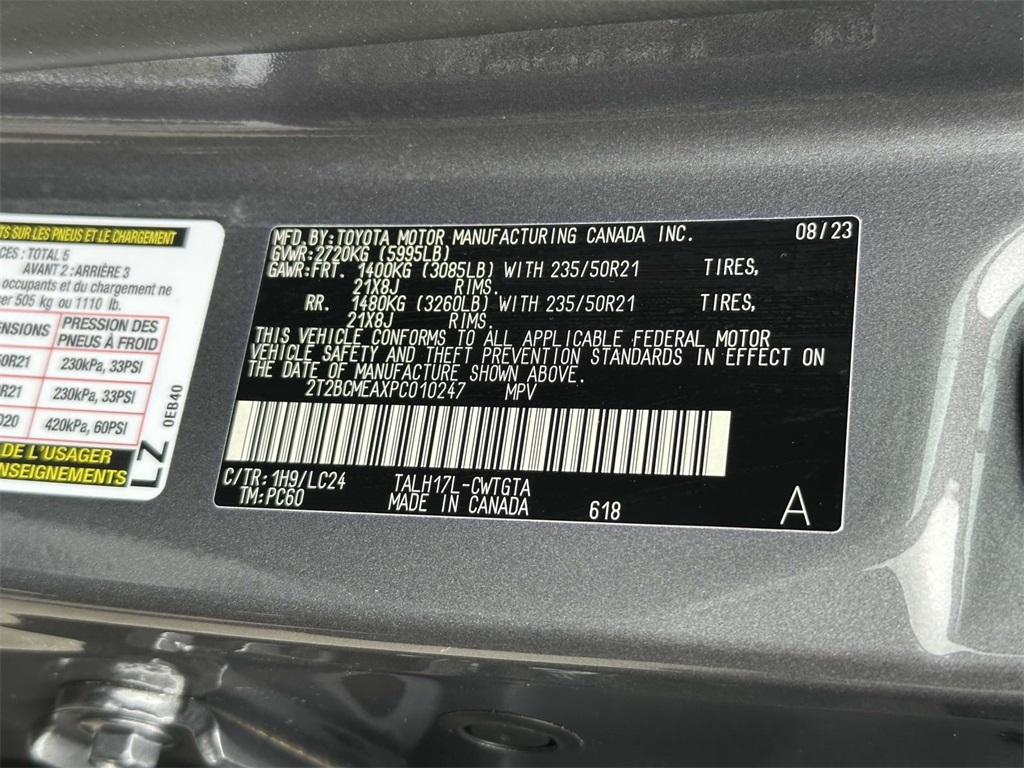 TS SUR LES PNEUS ET LE CHARGEMENT
CES : TOTAL 5
AVANT 2 : ARRIÈRE 3
occupants et du chargement ne
ser 505 kg ou 1110 lb.
ENSIONS PRESSION DES PNEUS À FROID
50R21 230kPa, 33PSI
R21 230kPa, 33PSI
D20 420kPa, 60PSI
DE L'USAGER
NSEIGNEMENTS
LZ
0EB40
MFD.BY:TOYOTA MOTOR MANUFACTURING CANADA INC. 08/23
GVWR:2720KG (5995LB)
GAWR:FRT. 1400KG (3085LB) WITH 235/50R21 TIRES,
21X8J RIMS.
RR. 1480KG (3260LB) WITH 235/50R21 TIRES,
21X8J RIMS.
THIS VEHICLE CONFORMS TO ALL APPLICABLE FEDERAL MOTOR
VEHICLE SAFETY AND THEFT PREVENTION STANDARDS IN EFFECT ON
THE DATE OF MANUFACTURE SHOWN ABOVE.
2T2BCMEAXPC010247 MPV
C/TR:1H9/LC24 TALH17L-CWTGTA
TM:PC60 MADE IN CANADA 618 A